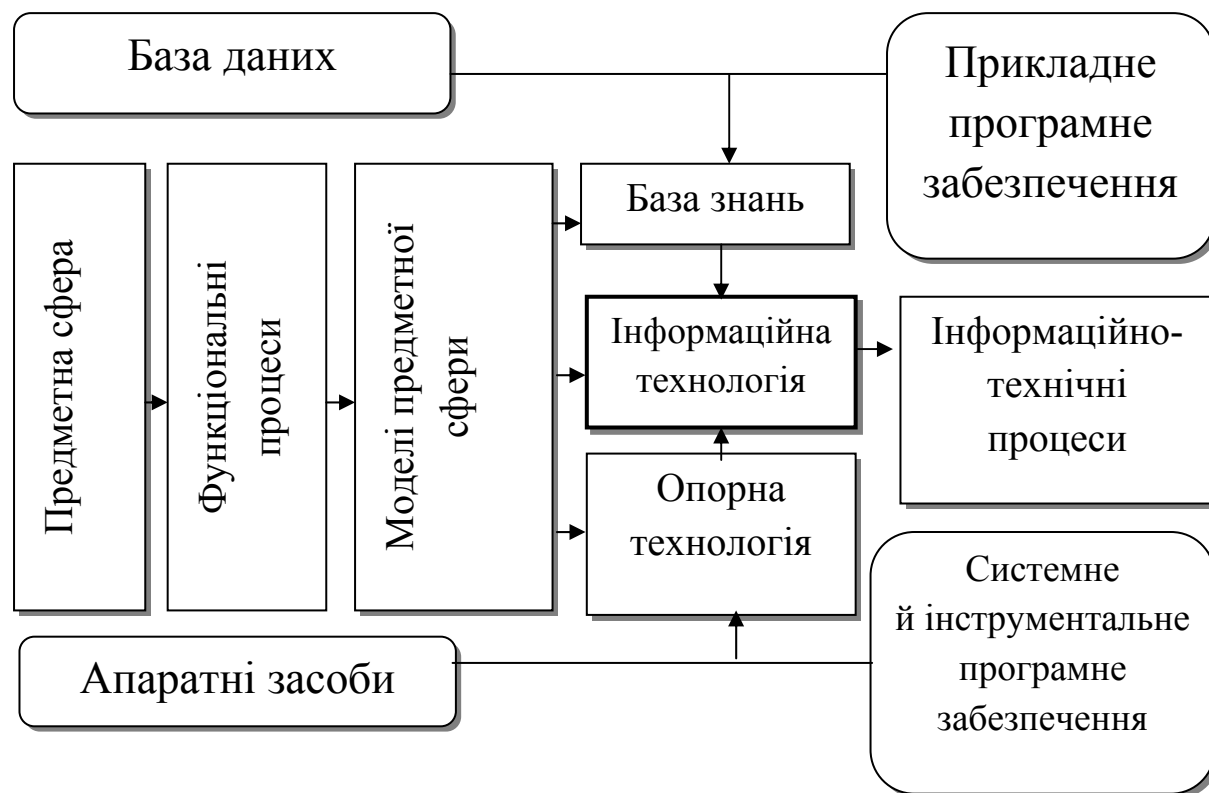 База даних
Прикладне
програмне
забезпечення
Предметна сфера
Функціональні
процеси
Моделі предметної
сфери
База знань
Інформаційна
технологія
Інформаційно-
технічні
процеси
Опорна
технологія
Апаратні засоби
Системне
й інструментальне
програмне
забезпечення